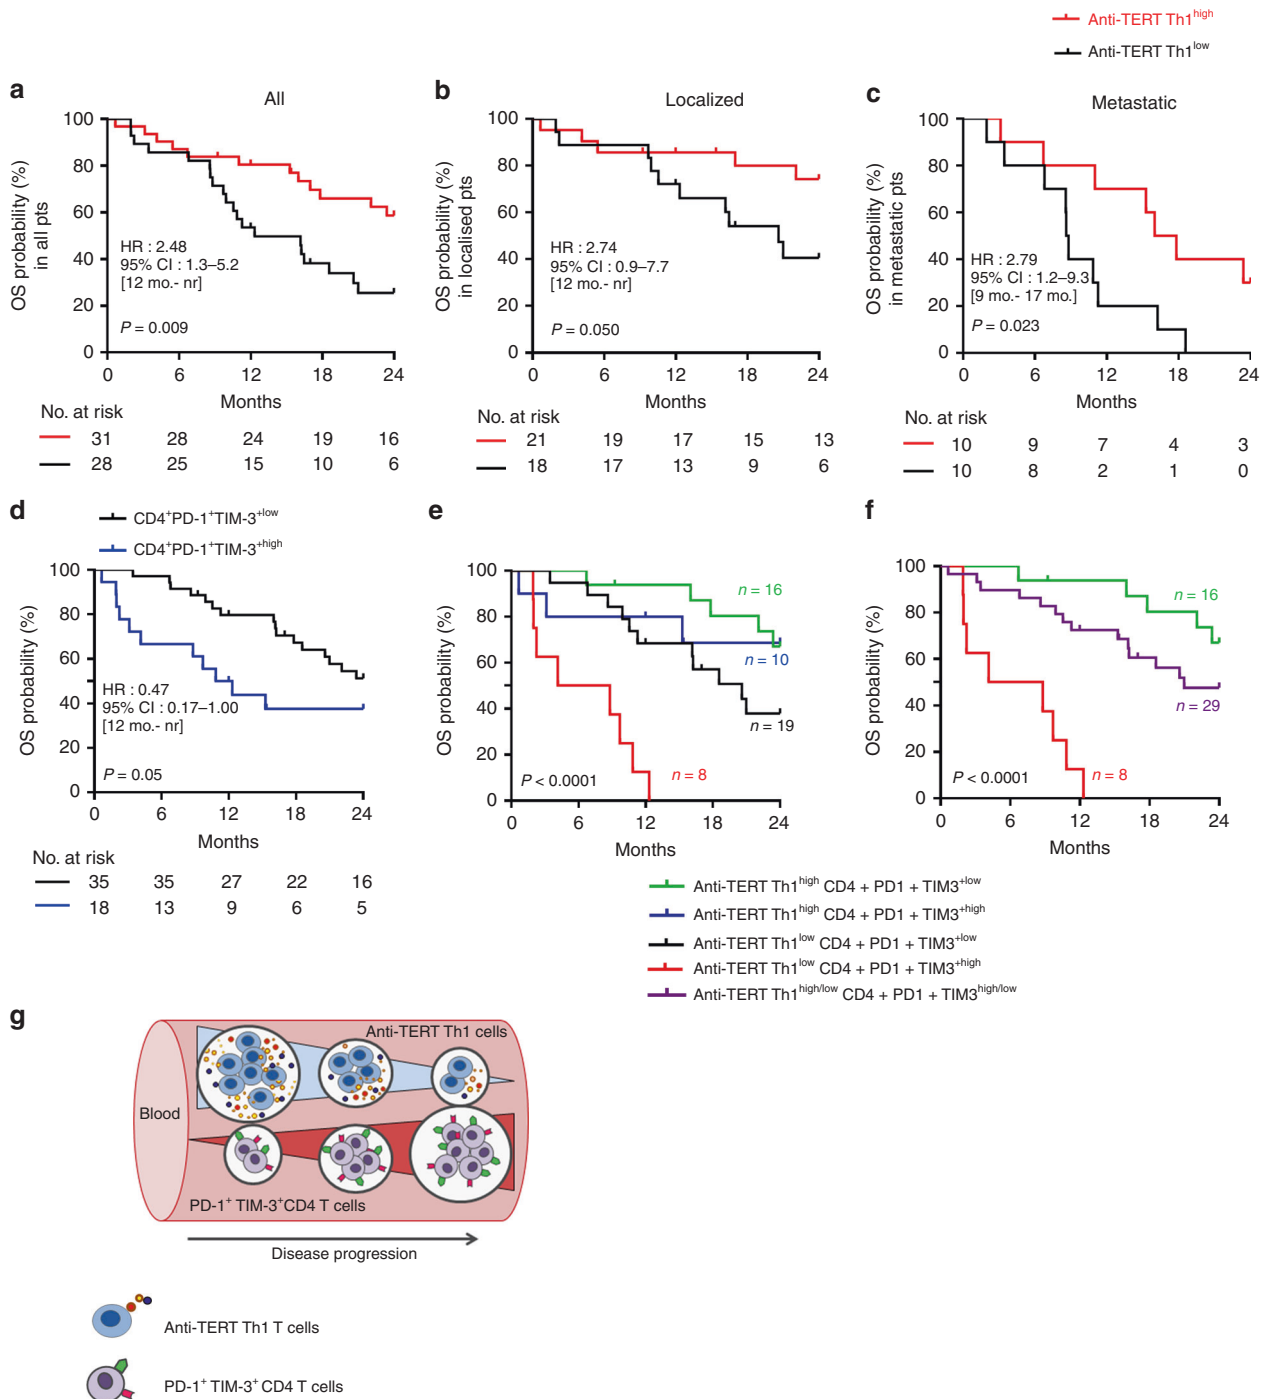 Anti-TERT Th1high
Anti-TERT Th1low
a
All
OS probability (%)
in all pts
100
80
60
40
20
0
HR : 2.48
95% CI : 1.3–5.2
[12 mo.- nr]
P = 0.009
0 6 12 18 24
Months
No. at risk
31 28 24 19 16
28 25 15 10 6
b
Localized
OS probability (%)
in localised pts
100
80
60
40
20
0
HR : 2.74
95% CI : 0.9–7.7
[12 mo.- nr]
P = 0.050
0 6 12 18 24
Months
No. at risk
21 19 17 15 13
18 17 13 9 6
c
Metastatic
OS probability (%)
in metastatic pts
100
80
60
40
20
0
HR : 2.79
95% CI : 1.2–9.3
[9 mo.- 17 mo.]
P = 0.023
0 6 12 18 24
Months
No. at risk
10 9 7 4 3
10 8 2 1 0
d
CD4+PD-1+TIM-3+low
CD4+PD-1+TIM-3+high
OS probability (%)
100
80
60
40
20
0
HR : 0.47
95% CI : 0.17–1.00
[12 mo.- nr]
P = 0.05
0 6 12 18 24
Months
No. at risk
35 35 27 22 16
18 13 9 6 5
e
OS probability (%)
100
80
60
40
20
0
n = 16
n = 10
n = 19
n = 8
P < 0.0001
0 6 12 18 24
Months
f
OS probability (%)
100
80
60
40
20
0
n = 16
n = 29
n = 8
P < 0.0001
0 6 12 18 24
Months
Anti-TERT Th1high CD4 + PD1 + TIM3+low
Anti-TERT Th1high CD4 + PD1 + TIM3+high
Anti-TERT Th1low CD4 + PD1 + TIM3+low
Anti-TERT Th1low CD4 + PD1 + TIM3+high
Anti-TERT Th1high/low CD4 + PD1 + TIM3high/low
g
Anti-TERT Th1 cells
Blood
PD-1+ TIM-3+CD4 T cells
Disease progression
Anti-TERT Th1 T cells
PD-1+ TIM-3+ CD4 T cells